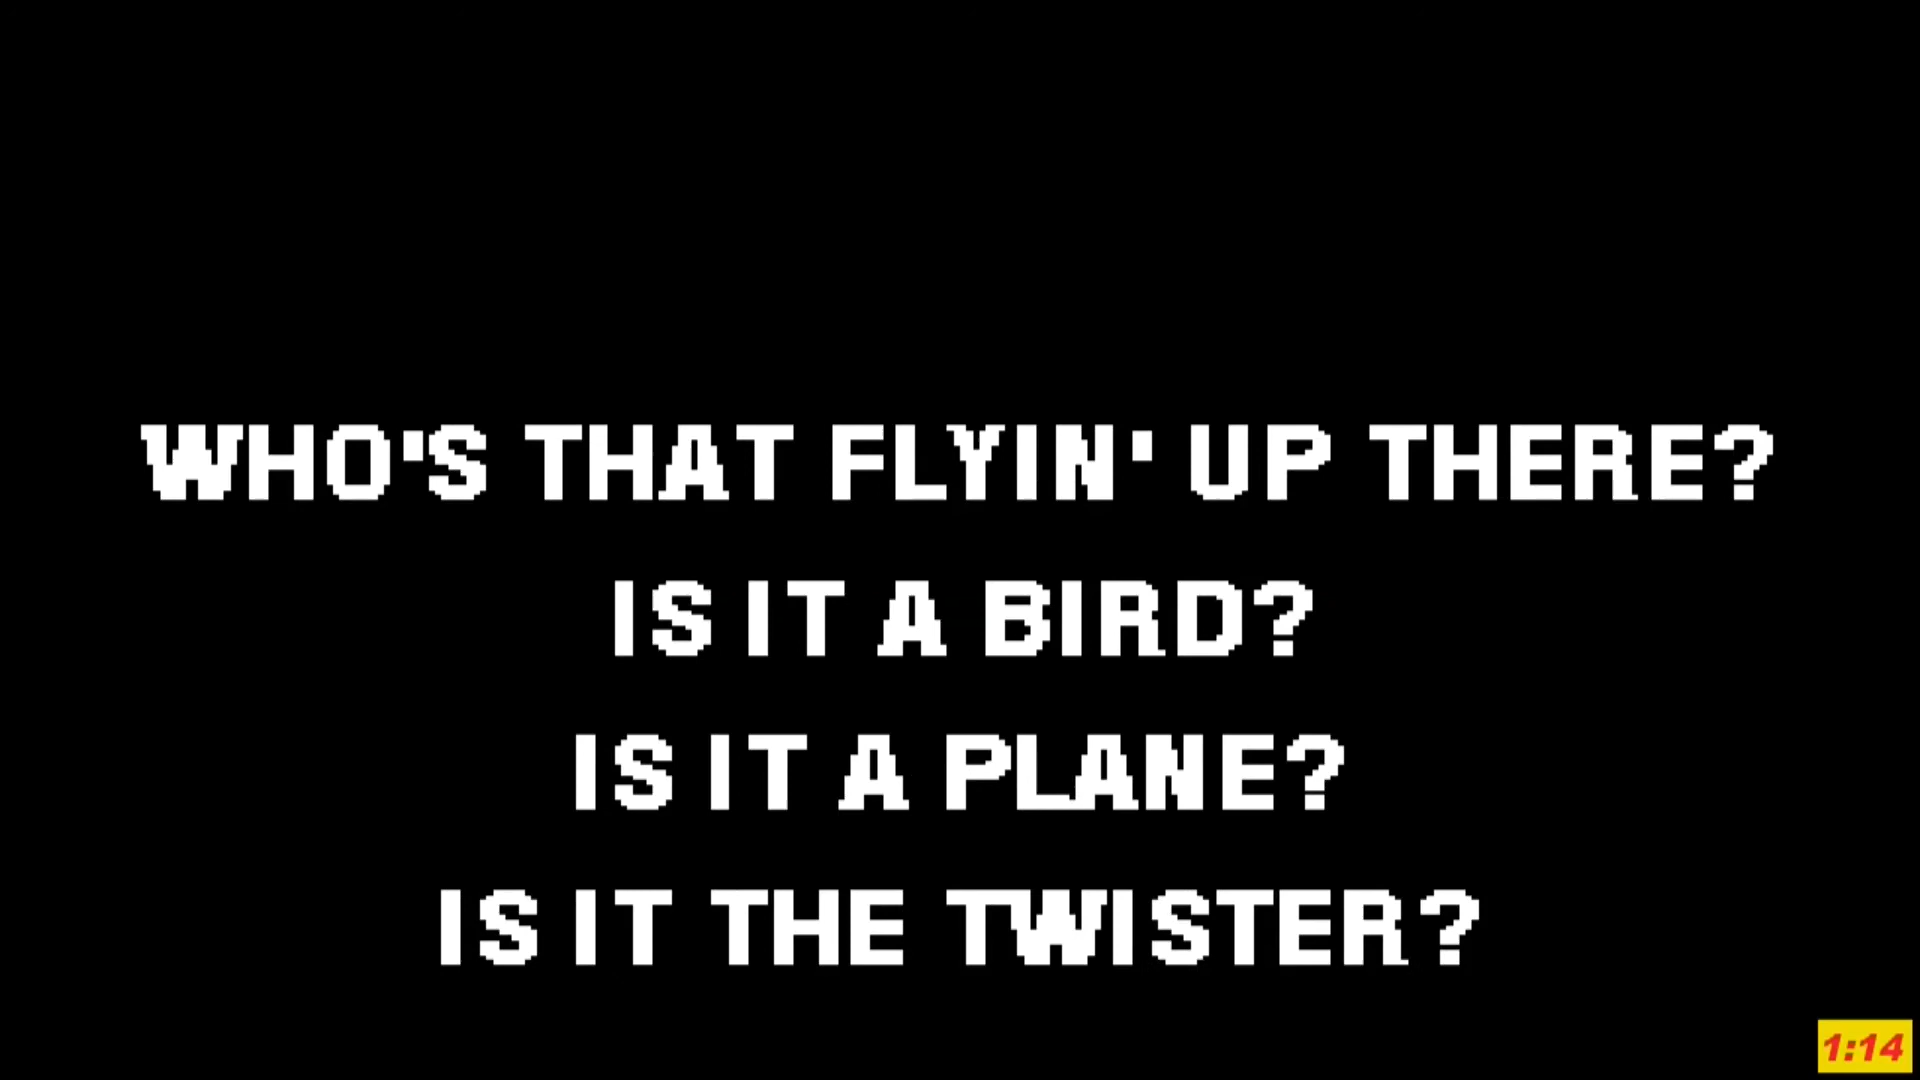 WHO'S THAT FLYIN' UP THERE?
IS IT A BIRD?
IS IT A PLANE?
IS IT THE TWISTER?
1:14